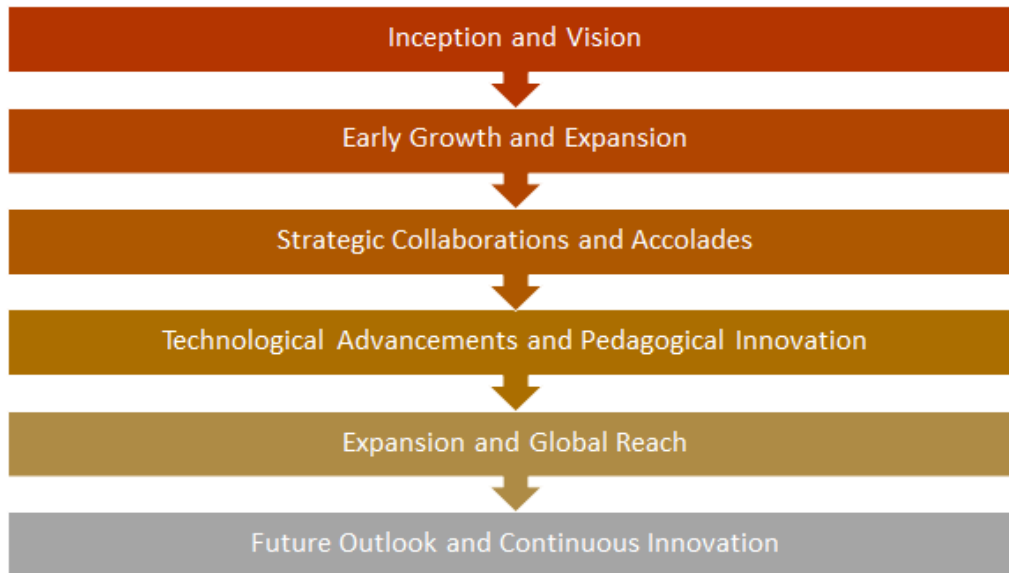 Inception and Vision
Early Growth and Expansion
Strategic Collaborations and Accolades
Technological Advancements and Pedagogical Innovation
Expansion and Global Reach
Future Outlook and Continuous Innovation